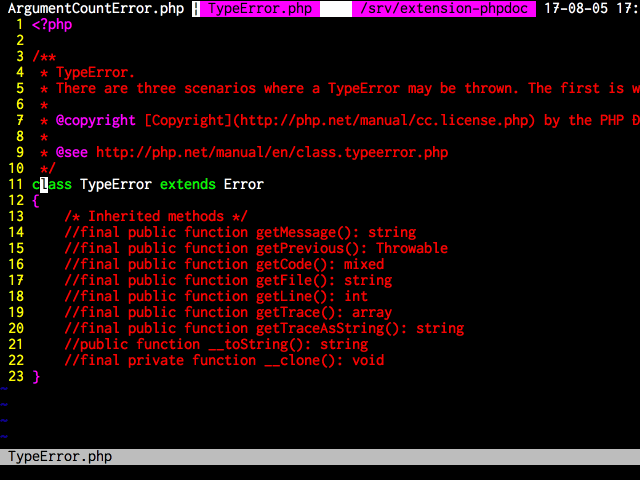 ArgumentCountError.php ¦ TypeError.php /srv/extension-phpdoc 17-08-05 17:
1 <?php
2
3 /**
4  * TypeError.
5  * There are three scenarios where a TypeError may be thrown. The first is w
6  *
7  * @copyright [Copyright](http://php.net/manual/cc.license.php) by the PHP D
8  *
9  * @see http://php.net/manual/en/class.typeerror.php
10  */
11 class TypeError extends Error
12 {
13     /* Inherited methods */
14     //final public function getMessage(): string
15     //final public function getPrevious(): Throwable
16     //final public function getCode(): mixed
17     //final public function getFile(): string
18     //final public function getLine(): int
19     //final public function getTrace(): array
20     //final public function getTraceAsString(): string
21     //public function __toString(): string
22     //final private function __clone(): void
23 }
~
~
~
~
TypeError.php